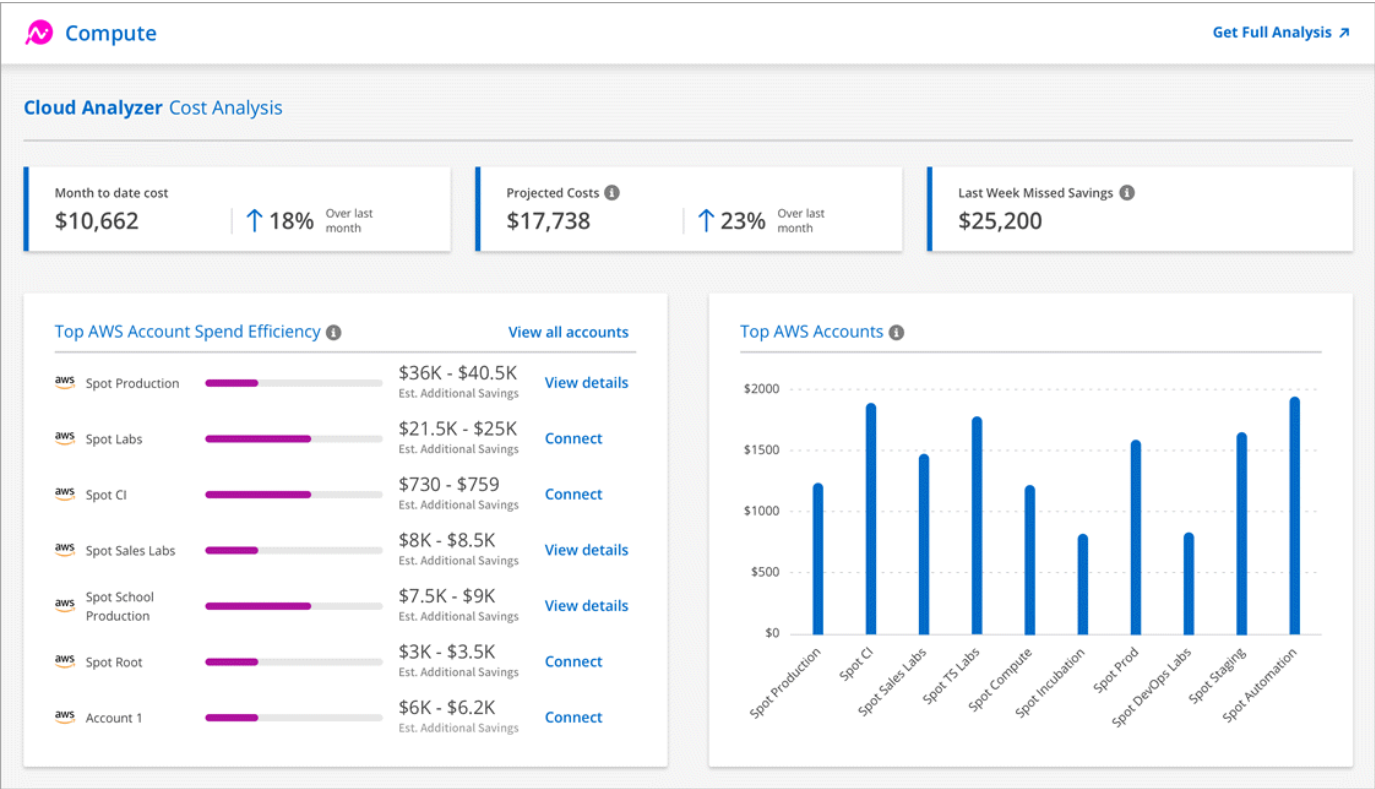 Compute
Get Full Analysis ↗
Cloud Analyzer Cost Analysis
Month to date cost
$10,662
↑ 18%
Over last
month
Projected Costs
$17,738
↑ 23%
Over last
month
Last Week Missed Savings
$25,200
Top AWS Account Spend Efficiency
View all accounts
aws Spot Production
$36K - $40.5K
Est. Additional Savings
View details
aws Spot Labs
$21.5K - $25K
Est. Additional Savings
Connect
aws Spot CI
$730 - $759
Est. Additional Savings
Connect
aws Spot Sales Labs
$8K - $8.5K
Est. Additional Savings
View details
aws Spot School
Production
$7.5K - $9K
Est. Additional Savings
View details
aws Spot Root
$3K - $3.5K
Est. Additional Savings
Connect
aws Account 1
$6K - $6.2K
Est. Additional Savings
Connect
Top AWS Accounts
$2000
$1500
$1000
$500
$0
Spot Production
Spot CI
Spot Sales Labs
Spot TS Labs
Spot Compute
Spot Incubation
Spot Prod
Spot DevOps Labs
Spot Staging
Spot Automation